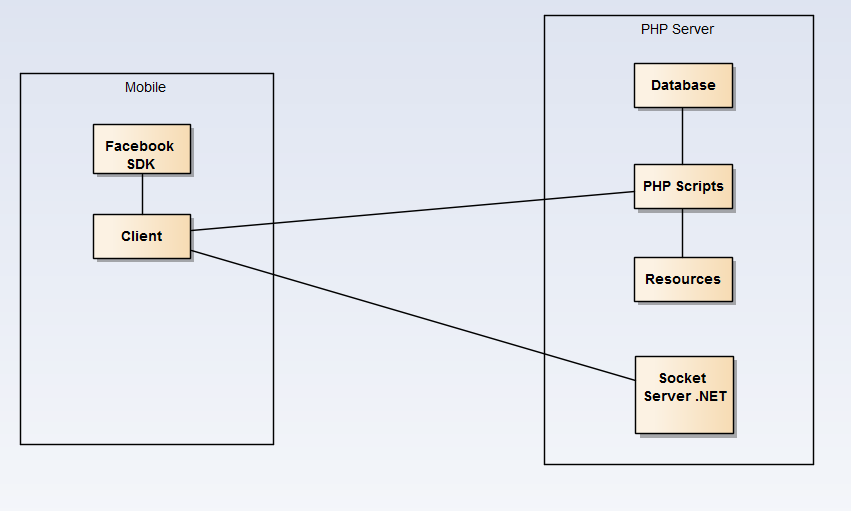 Mobile
Facebook
SDK
Client
PHP Server
Database
PHP Scripts
Resources
Socket
Server .NET